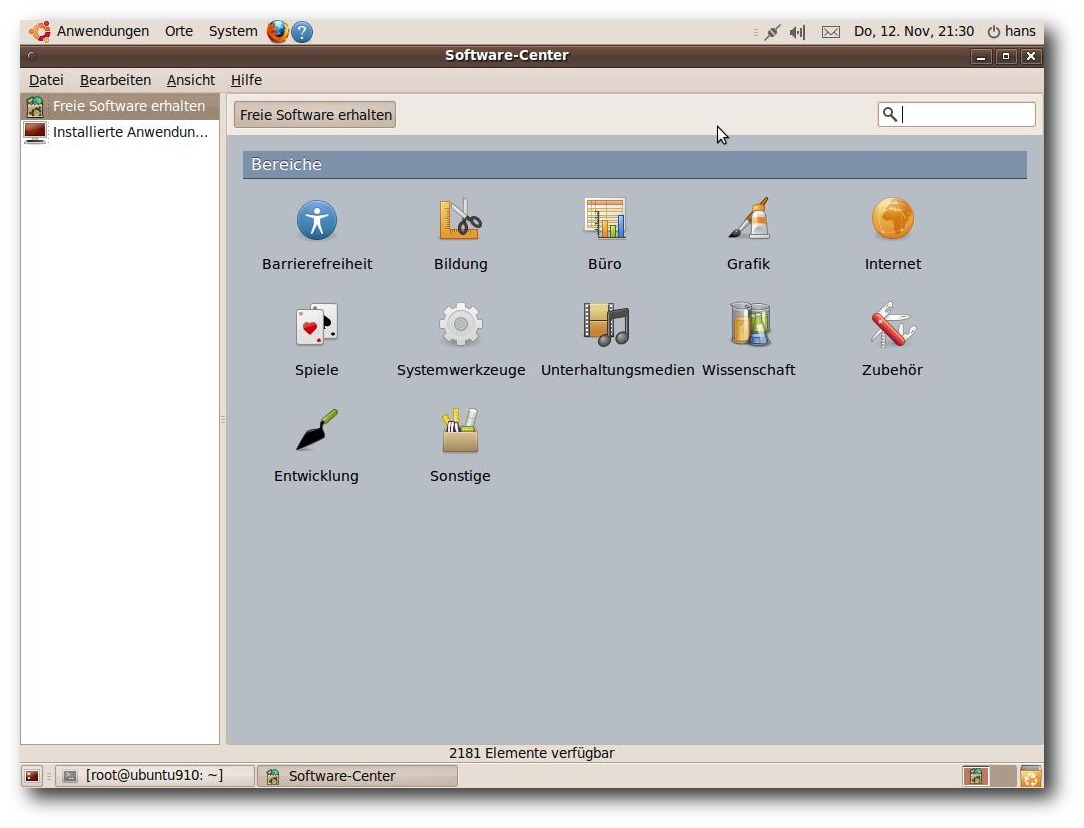 Anwendungen Orte System ? Do, 12. Nov, 21:30 hans
Software-Center
Datei Bearbeiten Ansicht Hilfe
Freie Software erhalten
Installierte Anwendun...
Freie Software erhalten
Bereiche
Barrierefreiheit Bildung Büro Grafik Internet
Spiele Systemwerkzeuge Unterhaltungsmedien Wissenschaft Zubehör
Entwicklung Sonstige
2181 Elemente verfügbar
[root@ubuntu910: ~] Software-Center